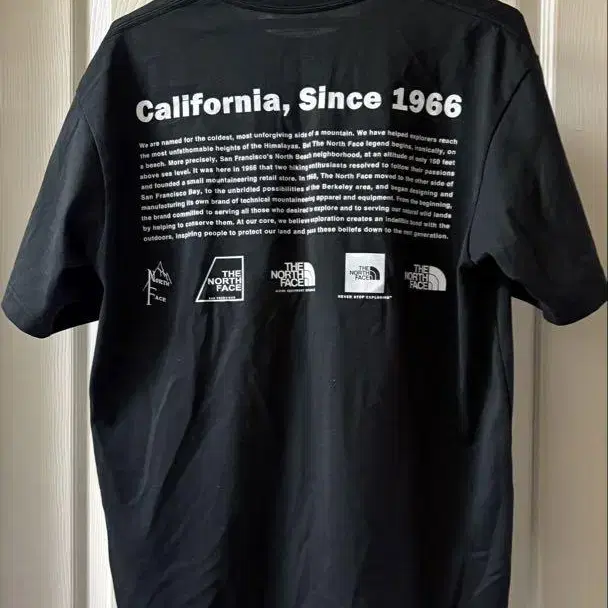 California, Since 1966
We are named for the coldest, most unforgiving side of a mountain. We have helped explorers reach
the most unfathomable heights of the Himalayas. But The North Face legend begins, ironically, on
a beach. More precisely, San Francisco's North Beach neighborhood, at an altitude of only 150 feet
above sea level. It was here in 1966 that two hiking enthusiasts resolved to follow their passions
and founded a small mountaineering retail store. In 1968, The North Face moved to the other side of
San Francisco Bay, to the unbridled possibilities of the Berkeley area, and began designing and
manufacturing its own brand of technical mountaineering apparel and equipment. From the beginning,
the brand committed to serving all those who desired to explore and to serving our natural wild lands
by helping to conserve them. At our core, we believe exploration creates an indelible bond with the
outdoors, inspiring people to protect our land and pass these beliefs down to the next generation.
North
Face
THE
NORTH
FACE
SAN FRANCISCO
THE
NORTH
FACE
THE
NORTH
FACE
NEVER STOP EXPLORING™
THE
NORTH
FACE